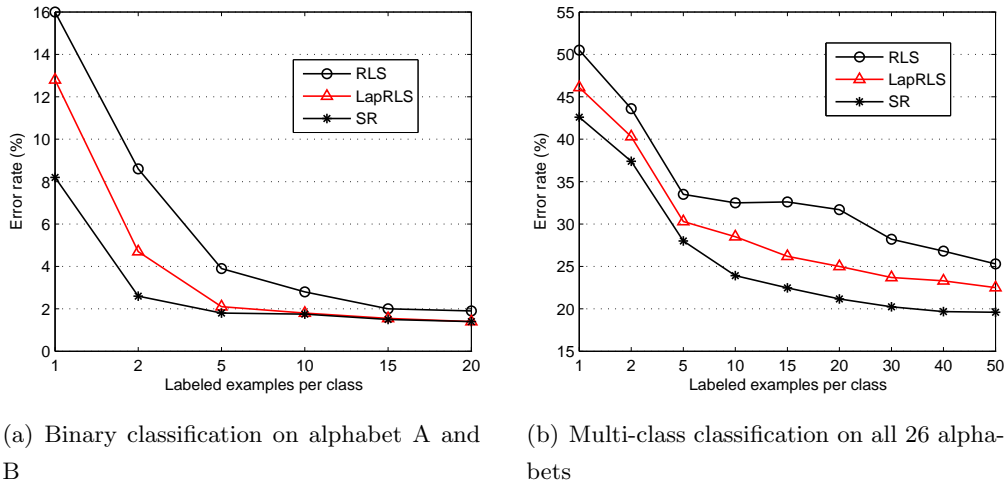 16
14
12
10
8
6
4
2
0
Error rate (%)
1 2 5 10 15 20
Labeled examples per class
RLS
LapRLS
SR
(a) Binary classification on alphabet A and
B
55
50
45
40
35
30
25
20
15
Error rate (%)
1 2 5 10 15 20 30 40 50
Labeled examples per class
RLS
LapRLS
SR
(b) Multi-class classification on all 26 alpha-
bets